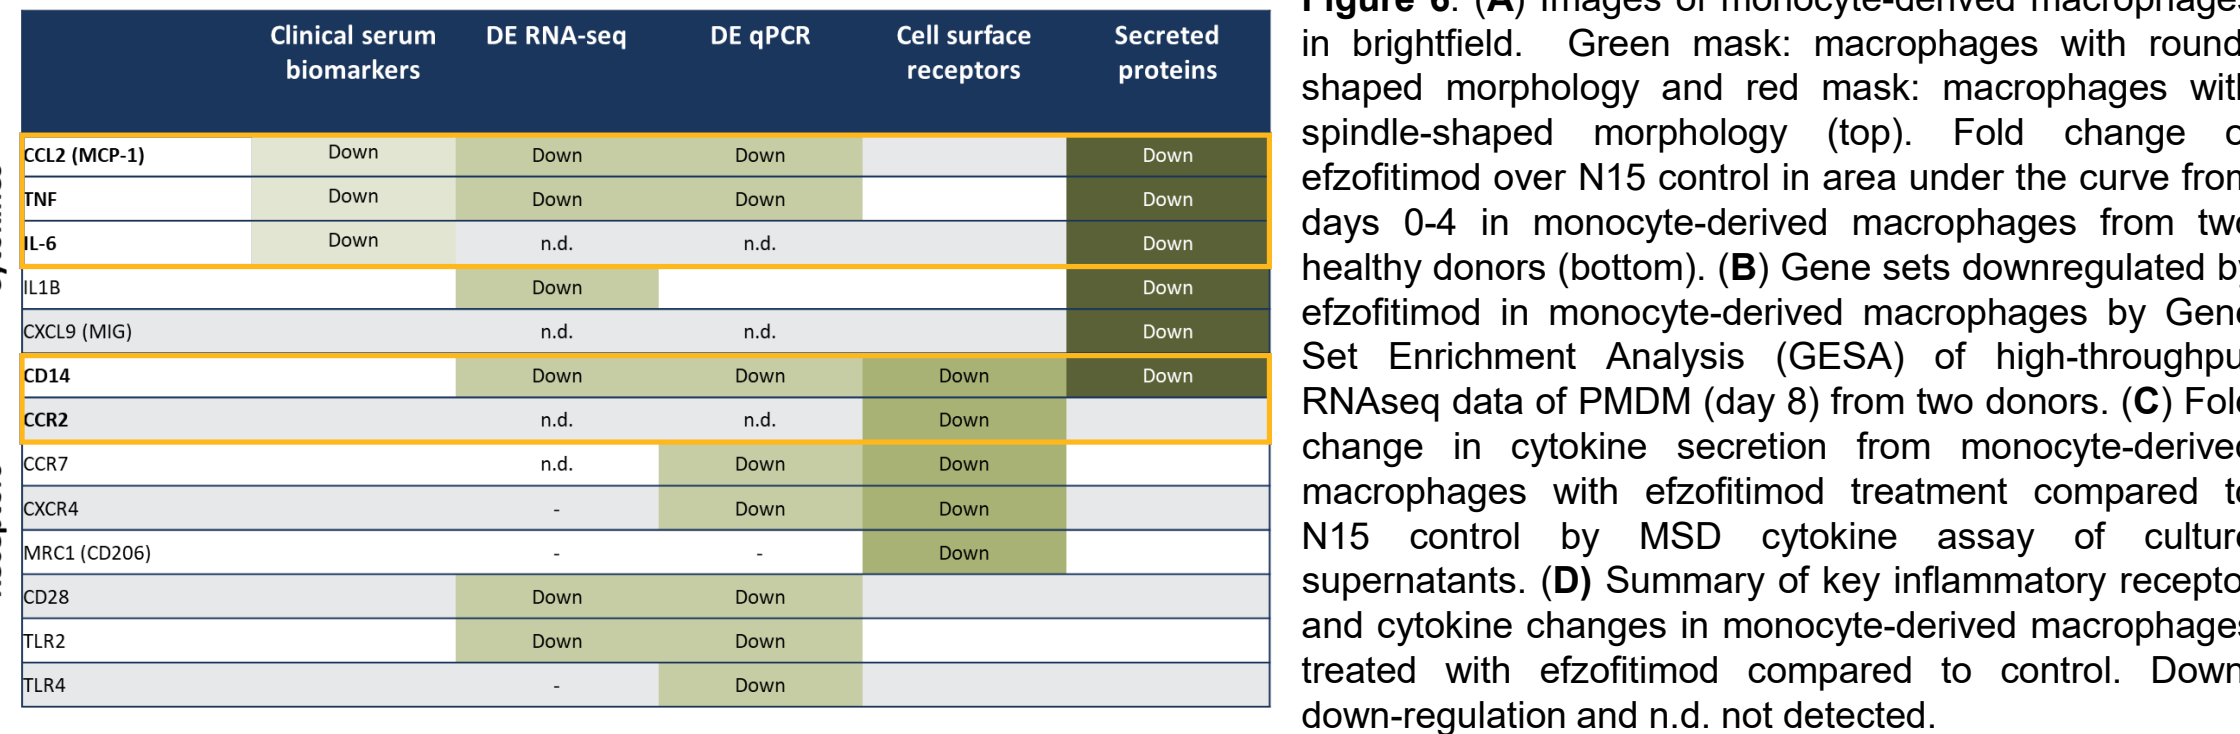 Clinical serum biomarkers DE RNA-seq DE qPCR Cell surface receptors Secreted proteins
CCL2 (MCP-1) Down Down Down Down
TNF Down Down Down Down
IL-6 Down n.d. n.d. Down
IL1B Down Down
CXCL9 (MIG) n.d. n.d. Down
CD14 Down Down Down Down
CCR2 n.d. n.d. Down
CCR7 n.d. Down Down
CXCR4 - Down Down
MRC1 (CD206) - - Down
CD28 Down Down
TLR2 Down Down
TLR4 - Down
Figure 6. (A) Images of monocyte-derived macrophages
in brightfield. Green mask: macrophages with round
shaped morphology and red mask: macrophages with
spindle-shaped morphology (top). Fold change
efzofitimod over N15 control in area under the curve from
days 0-4 in monocyte-derived macrophages from two
healthy donors (bottom). (B) Gene sets downregulated by
efzofitimod in monocyte-derived macrophages by Gene
Set Enrichment Analysis (GESA) of high-throughput
RNAseq data of PMDM (day 8) from two donors. (C) Fold
change in cytokine secretion from monocyte-derived
macrophages with efzofitimod treatment compared to
N15 control by MSD cytokine assay of culture
supernatants. (D) Summary of key inflammatory receptor
and cytokine changes in monocyte-derived macrophages
treated with efzofitimod compared to control. Down
down-regulation and n.d. not detected.